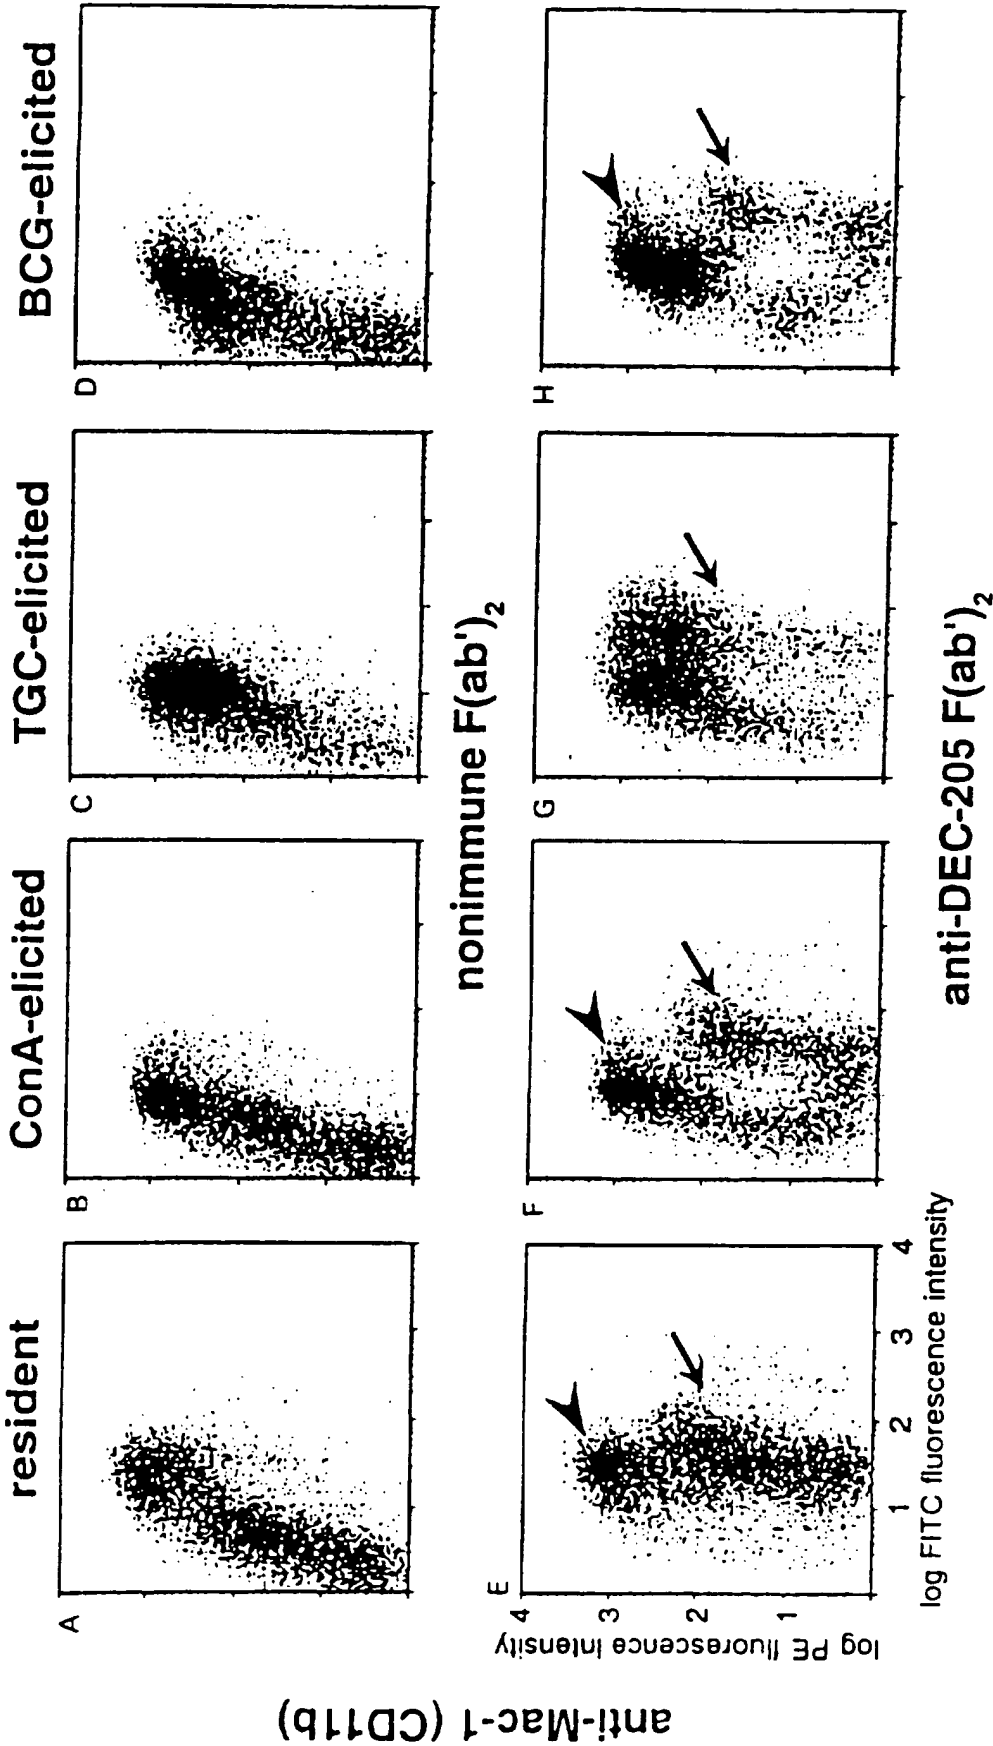 resident
ConA-elicited
TGC-elicited
BCG-elicited
A
B
C
D
nonimmune F(ab')2
anti-Mac-1 (CD11b)
E
F
G
H
log PE fluorescence intensity
4
3
2
1
1
2
3
4
log FITC fluorescence intensity
anti-DEC-205 F(ab')2